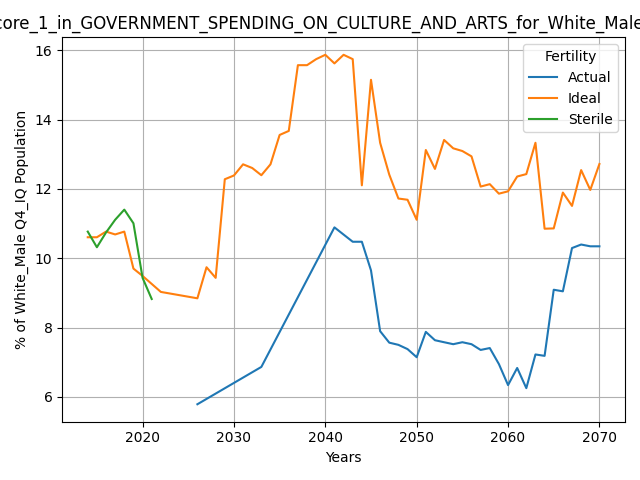 core_1_in_GOVERNMENT_SPENDING_ON_CULTURE_AND_ARTS_for_White_Male
Fertility
Actual
Ideal
Sterile
% of White_Male Q4_IQ Population
16
14
12
10
8
6
2020 2030 2040 2050 2060 2070
Years